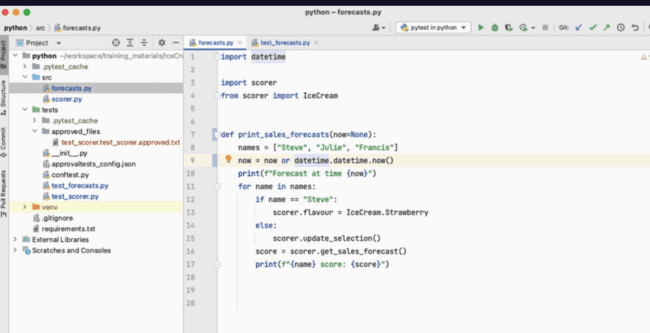 python – forecasts.py
python > src > forecasts.py
pytest in python
Git:
Project
forecasts.py
test_forecasts.py
python ~/workspace/training_materials/IceCre
.pytest_cache
src
forecasts.py
scorer.py
tests
.pytest_cache
approved_files
test_scorer.test_scorer.approved.txt
__init__.py
approvaltests_config.json
conftest.py
test_forecasts.py
test_scorer.py
venv
.gitignore
requirements.txt
External Libraries
Scratches and Consoles
Project
Structure
Commit
Pull Requests
1 import datetime
2
3 import scorer
4 from scorer import IceCream
5
6
7 def print_sales_forecasts(now=None):
8 names = ["Steve", "Julie", "Francis"]
9 now = now or datetime.datetime.now()
10 print(f"Forecast at time {now}")
11 for name in names:
12 if name == "Steve":
13 scorer.flavour = IceCream.Strawberry
14 else:
15 scorer.update_selection()
16 score = scorer.get_sales_forecast()
17 print(f"{name} score: {score}")
18
19
20